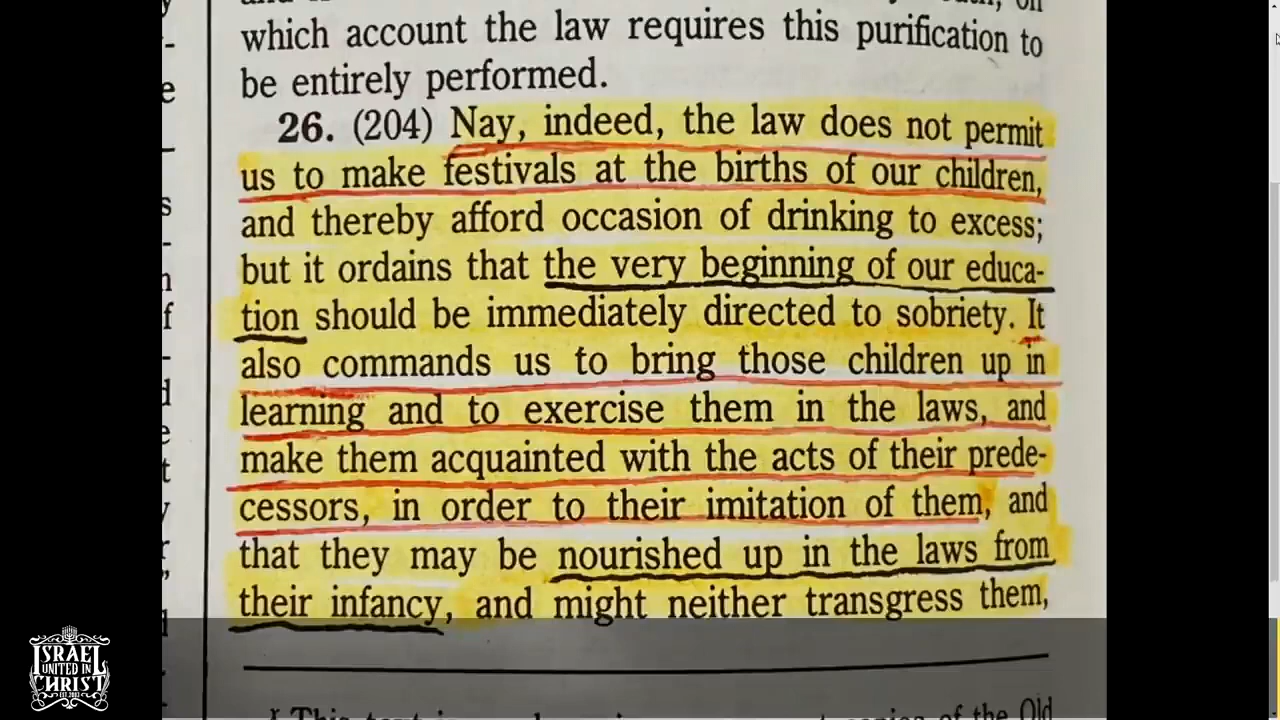 which account the law requires this purification to
be entirely performed.
26. (204) Nay, indeed, the law does not permit
us to make festivals at the births of our children,
and thereby afford occasion of drinking to excess;
but it ordains that the very beginning of our educa-
tion should be immediately directed to sobriety. It
also commands us to bring those children up in
learning and to exercise them in the laws, and
make them acquainted with the acts of their prede-
cessors, in order to their imitation of them, and
that they may be nourished up in the laws from
their infancy, and might neither transgress them,
ISRAEL
UNITED IN
CHRIST
EST. 2003